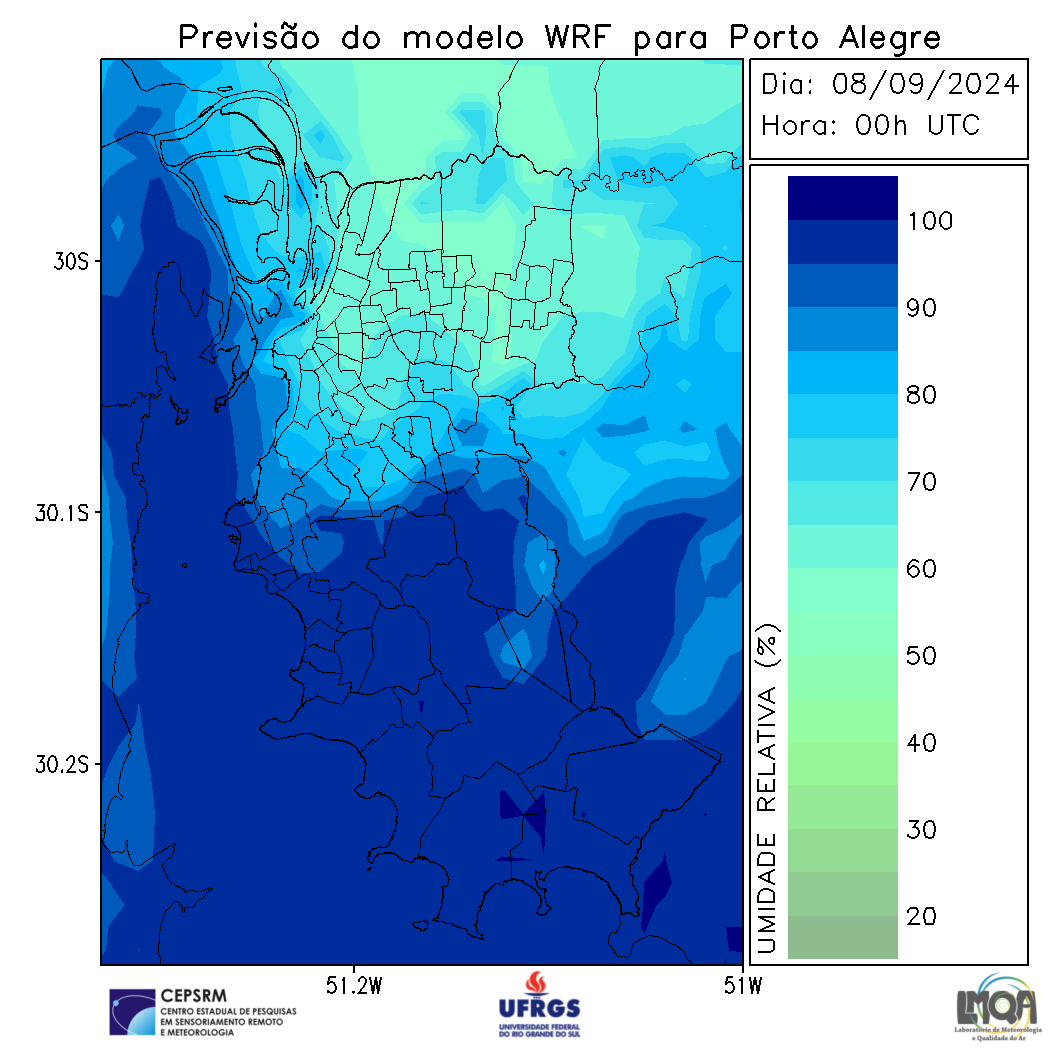 Previsão do modelo WRF para Porto Alegre
Dia: 08/09/2024
Hora: 00h UTC
100
90
80
70
60
50
40
30
20
UMIDADE RELATIVA (%)
30S
30.1S
30.2S
51.2W
51W
CEPSRM
CENTRO ESTADUAL DE PESQUISAS
EM SENSORIAMENTO REMOTO
E METEOROLOGIA
UFRGS
UNIVERSIDADE FEDERAL
DO RIO GRANDE DO SUL
LMQA
Laboratório de Meteorologia
e Qualidade do Ar